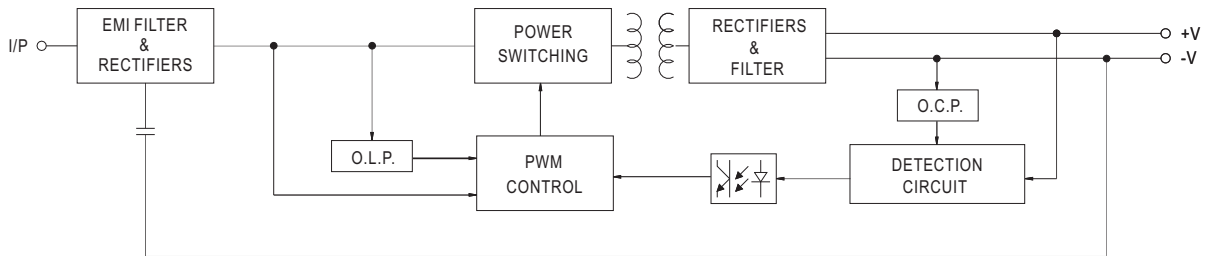 I/P
EMI FILTER
&
RECTIFIERS
POWER
SWITCHING
RECTIFIERS
&
FILTER
+V
-V
O.C.P.
O.L.P.
PWM
CONTROL
DETECTION
CIRCUIT